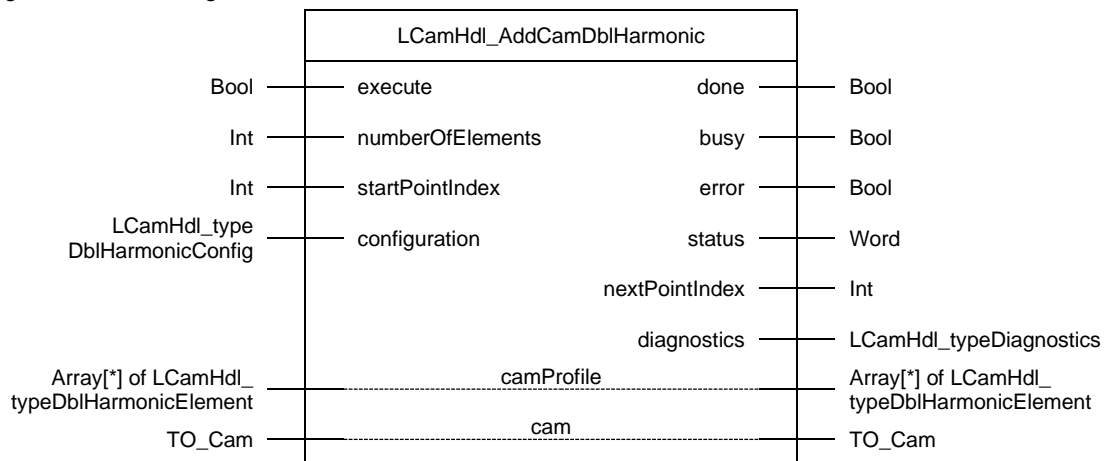 LCamHdl_AddCamDblHarmonic
Bool execute done Bool
Int numberOfElements busy Bool
Int startPointIndex error Bool
LCamHdl_type
DblHarmonicConfig configuration status Word
nextPointIndex Int
diagnostics LCamHdl_typeDiagnostics
Array[*] of LCamHdl_ camProfile Array[*] of LCamHdl_
typeDblHarmonicElement typeDblHarmonicElement
TO_Cam cam TO_Cam